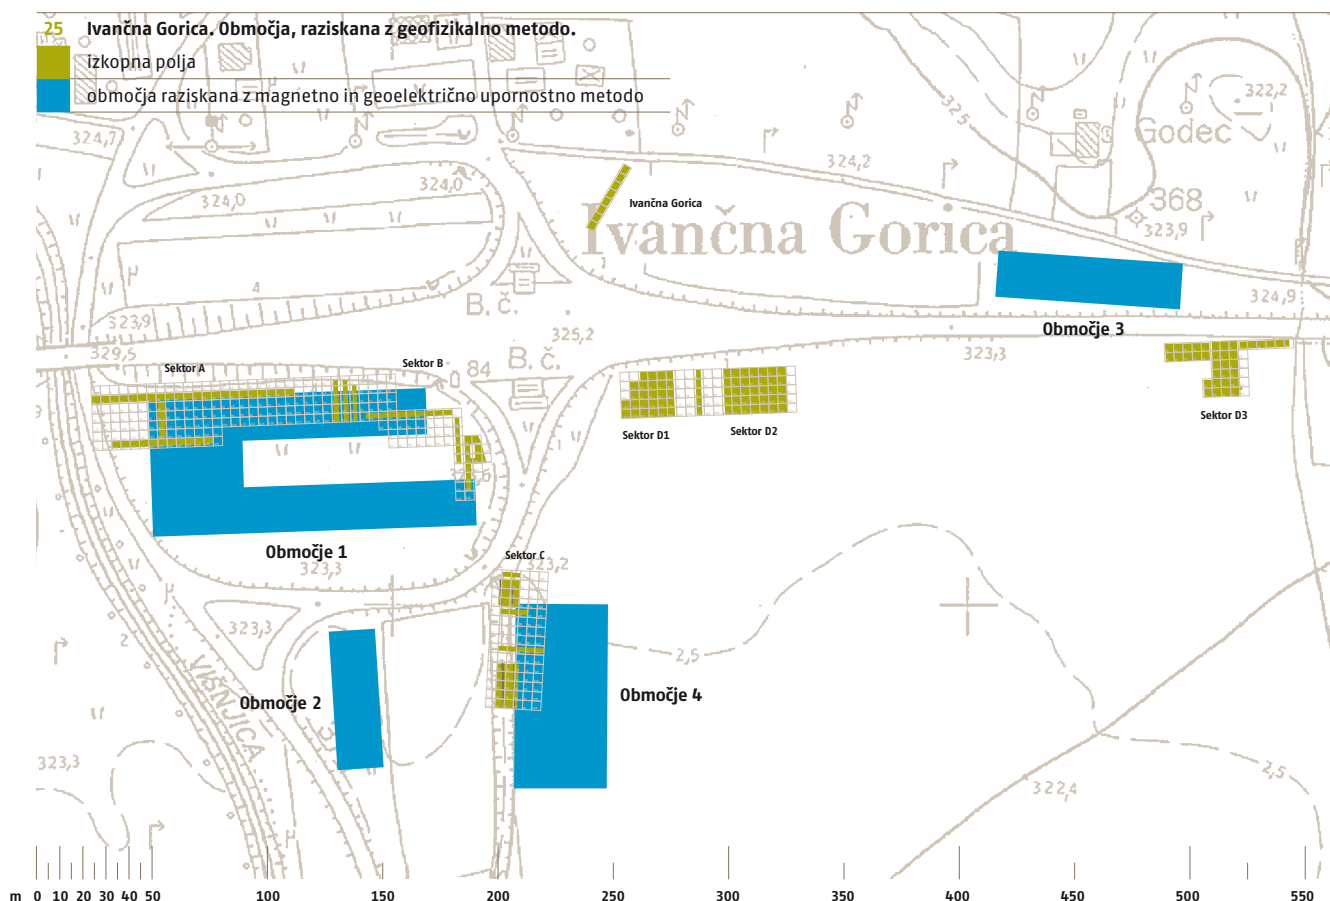 25 Ivančna Gorica. Območja, raziskana z geofizikalno metodo.
izkopna polja
območja raziskana z magnetno in geoelektrično upornostno metodo
324,7
324,0
324,0
324,2
325
322,2
Godec
368
323,9
Ivančna Gorica
Ivančna Gorica
4
B. č.
323,9
325,2
324,9
Območje 3
329,5
323,3
Sektor A
Sektor B
84
B. č.
Sektor D1
Sektor D2
Sektor D3
Območje 1
323,3
Sektor C
323,2
323,3
2
VIŠNJICA
2,5
Območje 2
Območje 4
323,3
2,5
322,4
m 0 10 20 30 40 50 100 150 200 250 300 350 400 450 500 550